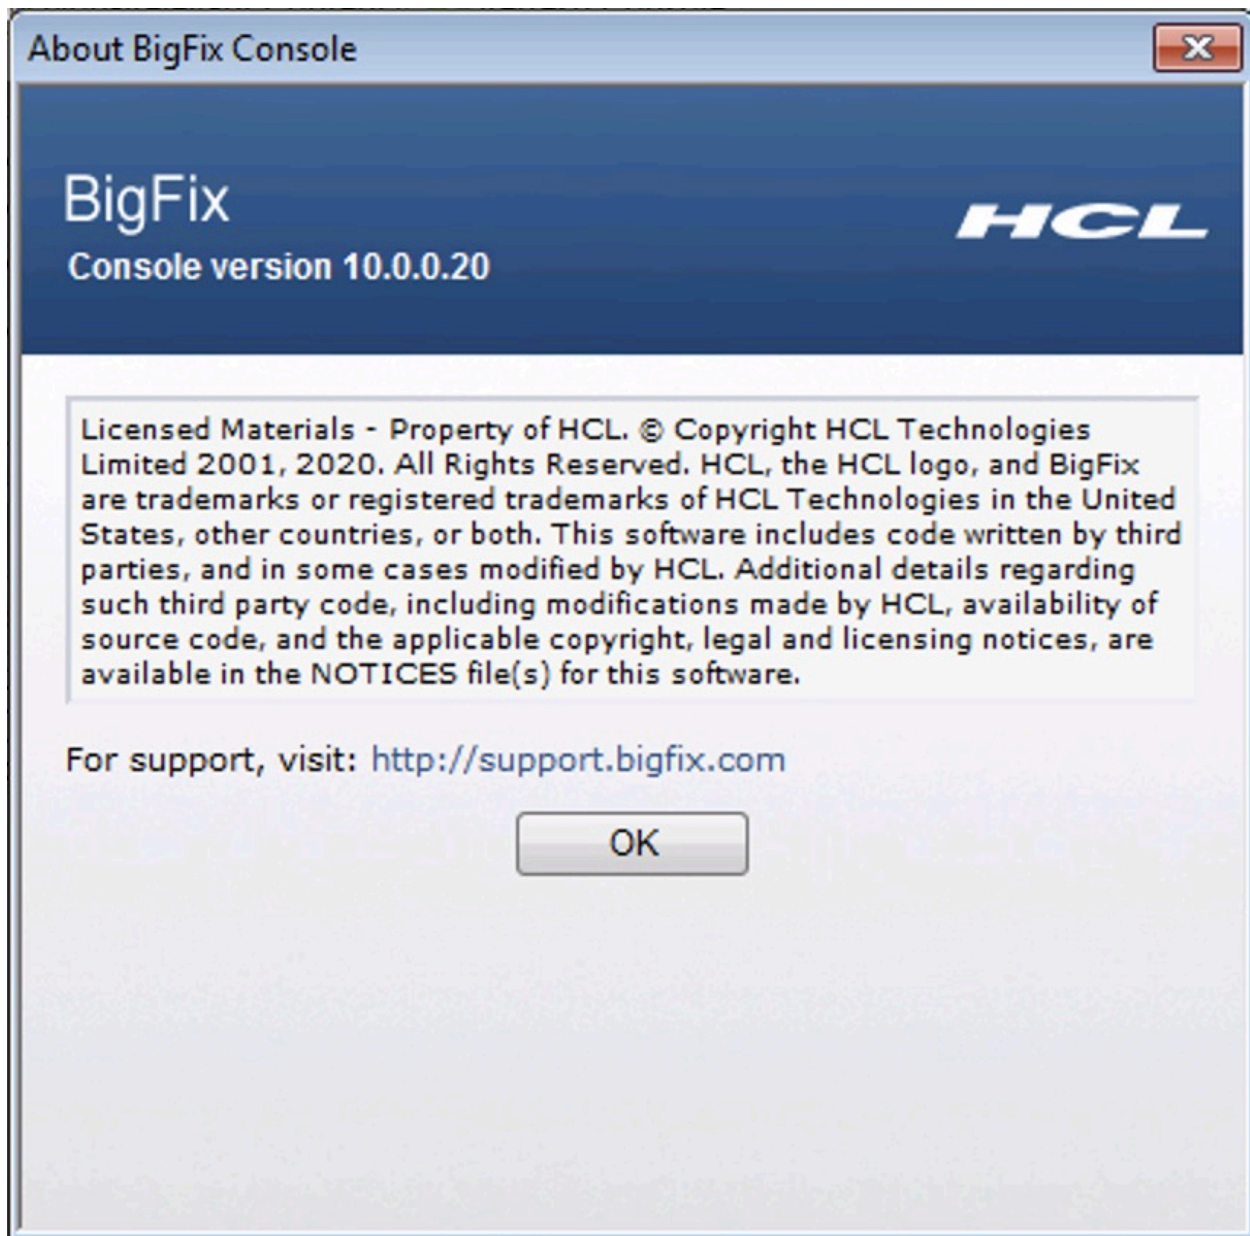 About BigFix Console
BigFix
HCL
Console version 10.0.0.20
Licensed Materials - Property of HCL. © Copyright HCL Technologies
Limited 2001, 2020. All Rights Reserved. HCL, the HCL logo, and BigFix
are trademarks or registered trademarks of HCL Technologies in the United
States, other countries, or both. This software includes code written by third
parties, and in some cases modified by HCL. Additional details regarding
such third party code, including modifications made by HCL, availability of
source code, and the applicable copyright, legal and licensing notices, are
available in the NOTICES file(s) for this software.
For support, visit: http://support.bigfix.com
OK